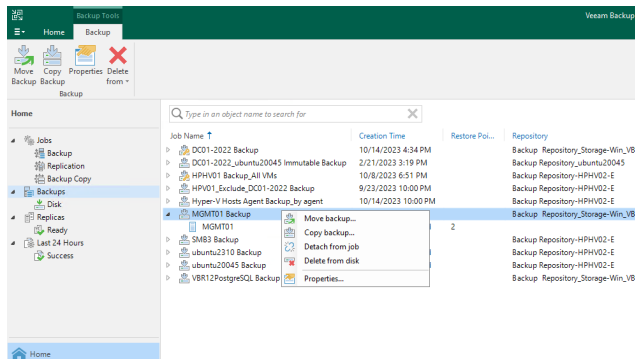 Backup Tools
Veeam Backup
Home Backup
Move Backup
Copy Backup
Properties
Delete from
Backup
Home
Type in an object name to search for
Jobs
Backup
Replication
Backup Copy
Backups
Disk
Replicas
Ready
Last 24 Hours
Success
Home
Job Name Creation Time Restore Poi... Repository
DC01-2022 Backup 10/14/2023 4:34 PM Backup Repository_Storage-Win_VB
DC01-2022_ubuntu20045 Immutable Backup 2/21/2023 3:19 PM Backup Repository_ubuntu20045
HPHV01 Backup_All VMs 10/8/2023 6:51 PM Backup Repository-HPHV02-E
HPV01_Exclude_DC01-2022 Backup 9/23/2023 10:00 PM Backup Repository-HPHV02-E
Hyper-V Hosts Agent Backup_by agent 10/14/2023 10:00 PM Backup Repository-HPHV02-E
MGMT01 Backup Backup Repository_Storage-Win_VB
MGMT01 2
SMB3 Backup Backup Repository-HPHV02-E
ubuntu2310 Backup Backup Repository-HPHV02-E
ubuntu20045 Backup Backup Repository-HPHV02-E
VBR12PostgreSQL Backup Backup Repository_Storage-Win_VB
Move backup...
Copy backup...
Detach from job
Delete from disk
Properties...